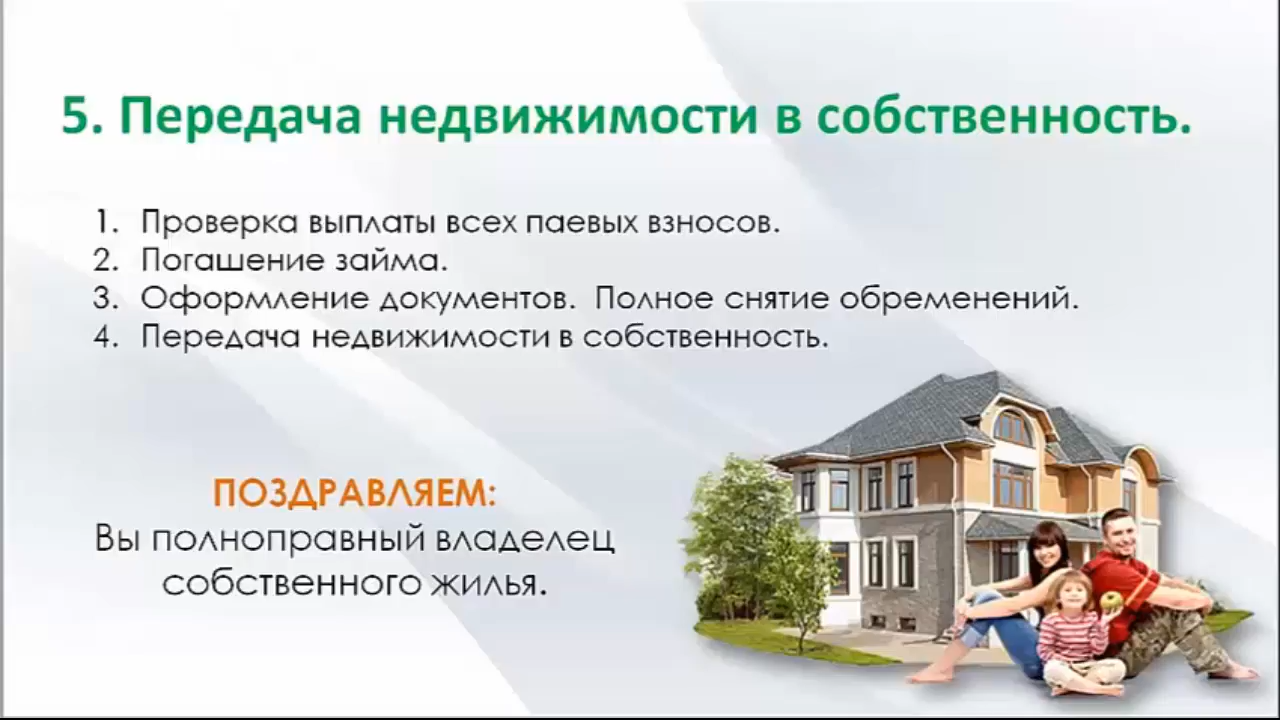 5. Передача недвижимости в собственность.
1. Проверка выплаты всех паевых взносов.
2. Погашение займа.
3. Оформление документов. Полное снятие обременений.
4. Передача недвижимости в собственность.
ПОЗДРАВЛЯЕМ:
Вы полноправный владелец
собственного жилья.